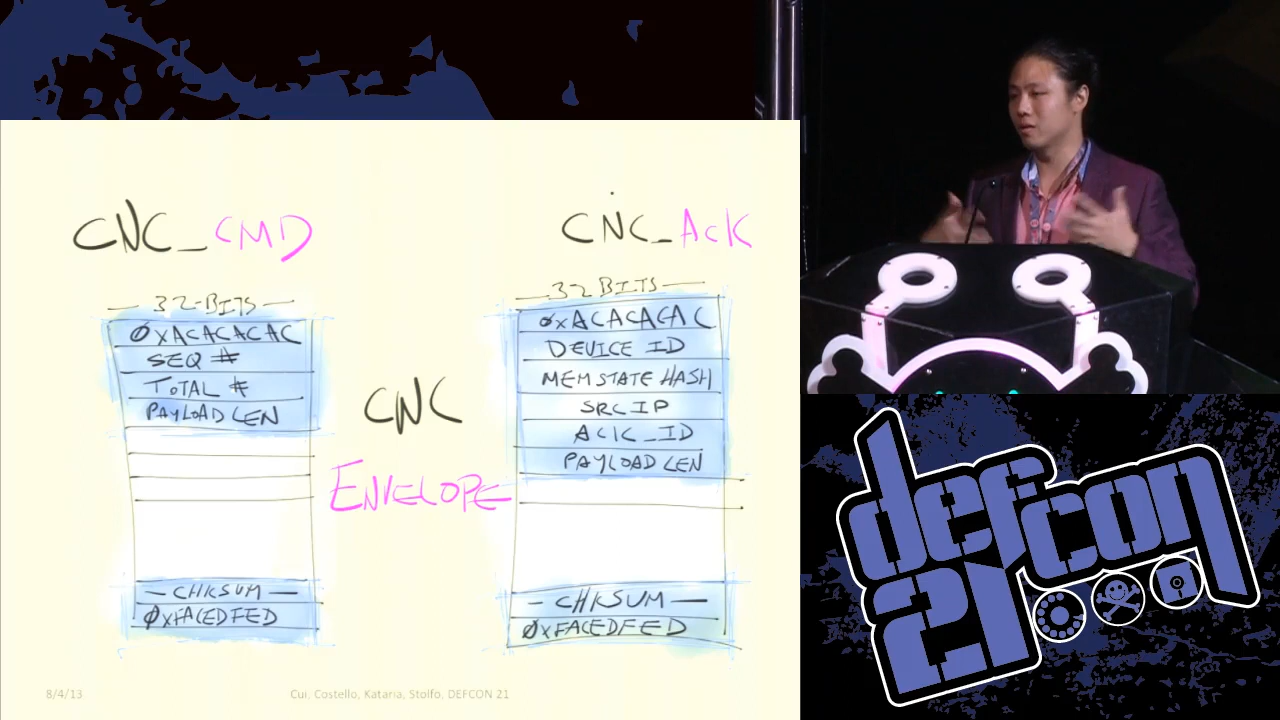 CNC_CMD
32-BITS
0xACACACAC
SEQ #
TOTAL #
PAYLOAD LEN
CHKSUM
0xFACEDFED
CNC
ENVELOPE
CNC_ACK
32 BITS
0xACACACAC
DEVICE ID
MEM STATE HASH
SRC IP
ACK_ID
PAYLOAD LEN
CHKSUM
0xFACEDFED
8/4/13
Cui, Costello, Kataria, Stolfo, DEFCON 21
defcon
21